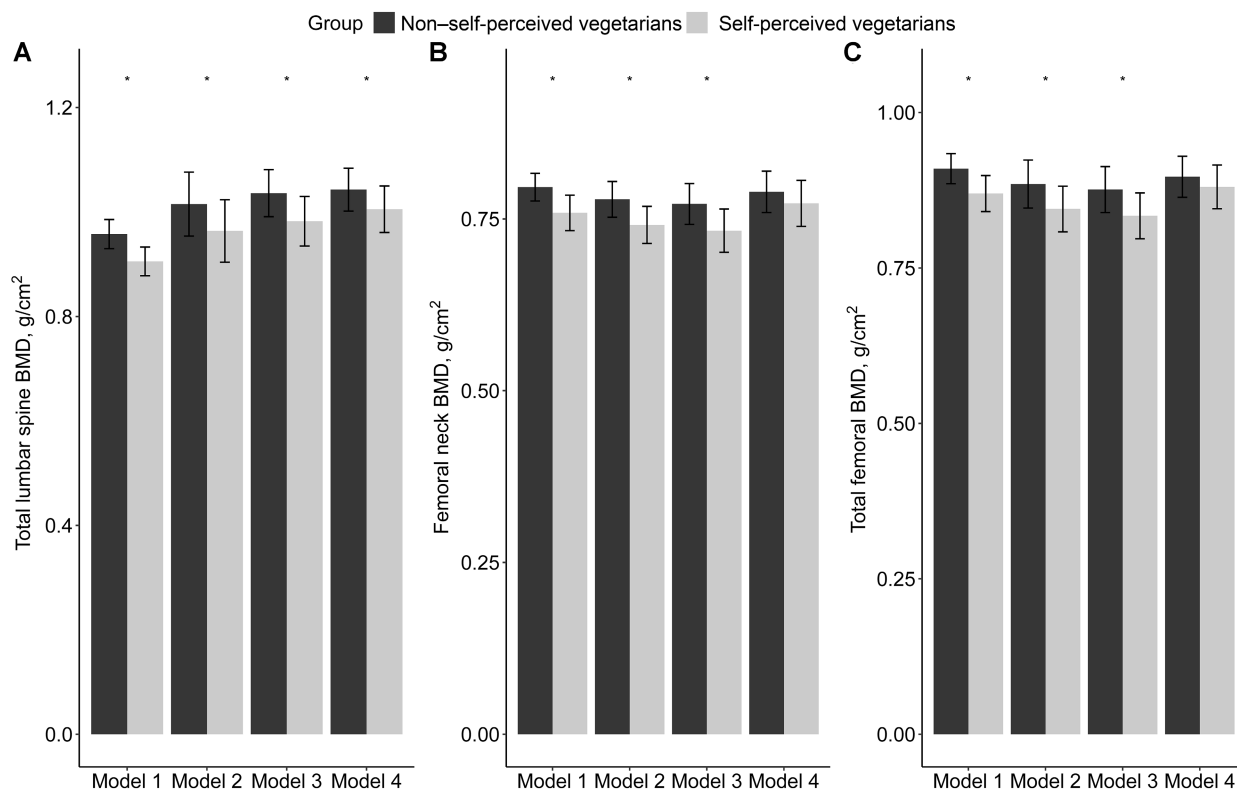 Group Non–self-perceived vegetarians Self-perceived vegetarians
A
* * * *
Total lumbar spine BMD, g/cm²
1.2
0.8
0.4
0.0
Model 1 Model 2 Model 3 Model 4
B
* * *
Femoral neck BMD, g/cm²
0.75
0.50
0.25
0.00
Model 1 Model 2 Model 3 Model 4
C
* * *
Total femoral BMD, g/cm²
1.00
0.75
0.50
0.25
0.00
Model 1 Model 2 Model 3 Model 4